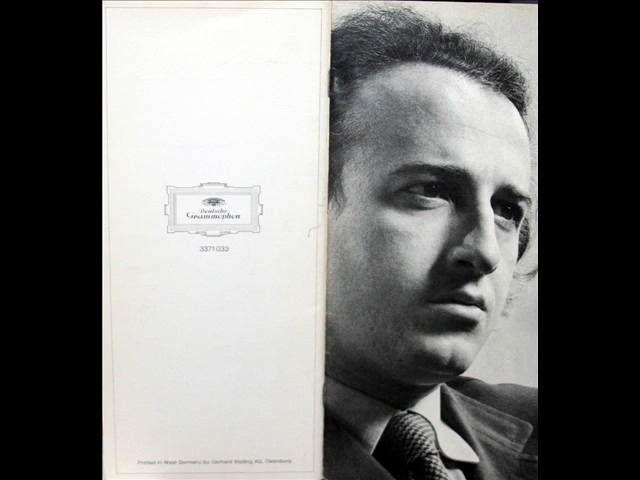 Deutsche
Grammophon
3371 033
Printed in West Germany by Gerhard Stalling AG, Oldenburg